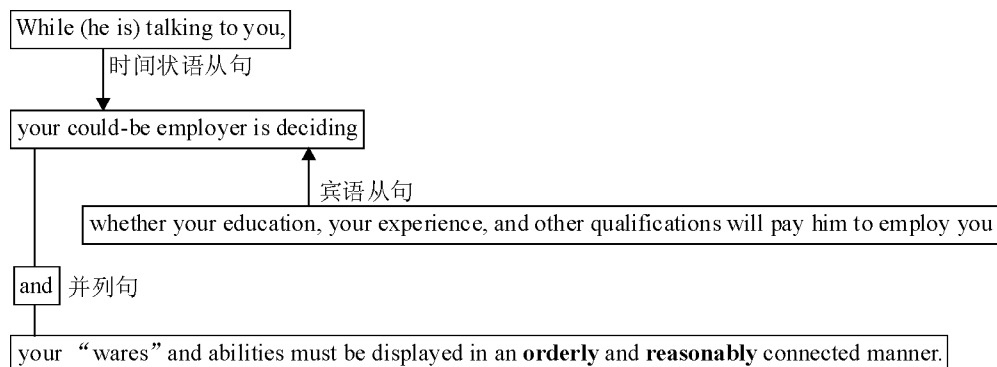 While (he is) talking to you,
时间状语从句
your could-be employer is deciding
宾语从句
whether your education, your experience, and other qualifications will pay him to employ you
and 并列句
your “wares” and abilities must be displayed in an orderly and reasonably connected manner.